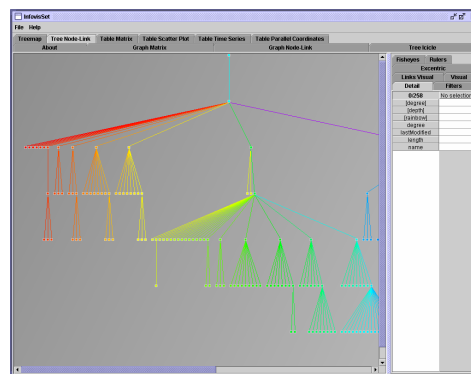 InfovisSet
File Help
Treemap Tree Node-Link Table Matrix Table Scatter Plot Table Time Series Table Parallel Coordinates
About Graph Matrix Graph Node-Link Tree Icicle
Fisheyes Rulers
Excentric
Links Visual Visual
Detail Filters
0/258 No selection
[degree]
[depth]
[rainbow]
degree
lastModified
length
name